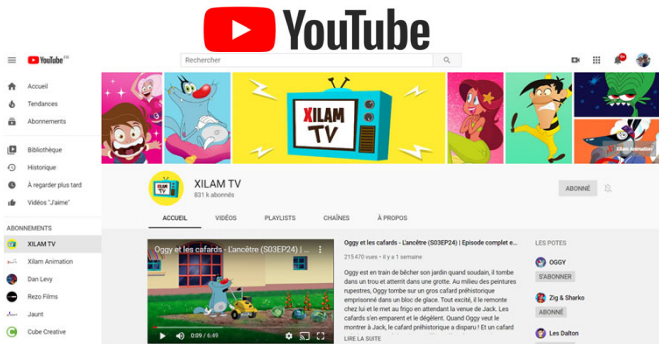 YouTube
YouTube
Rechercher
Accueil
Tendances
Abonnements
Bibliothèque
Historique
À regarder plus tard
Vidéos "J'aime"
ABONNEMENTS
XILAM TV
Xilam Animation
Dan Levy
Rezo Films
Jaunt
Cube Creative
XILAM
TV
Xilam Animation
XILAM TV
831 k abonnés
ABONNÉ
ACCUEIL VIDÉOS PLAYLISTS CHAÎNES À PROPOS
Oggy et les cafards - L'ancêtre (S03EP24) | ...
0:09 / 6:49
Oggy et les cafards - L'ancêtre (S03EP24) | Episode complet e...
215 470 vues • il y a 1 semaine
Oggy est en train de bêcher son jardin quand soudain, il tombe
dans un trou et atterrit dans une grotte. Au milieu des peintures
rupestres, Oggy tombe sur un gros cafard préhistorique
emprisonné dans un bloc de glace. Tout excité, il le remonte
chez lui et le met au frigo en attendant la venue de Jack. Les
cafards s'en emparent et le dégèlent. Quand Oggy veut le
montrer à Jack, le cafard préhistorique a disparu ! Et un cafard
LIRE LA SUITE
LES POTES
OGGY
S'ABONNER
Zig & Sharko
ABONNÉ
Les Dalton